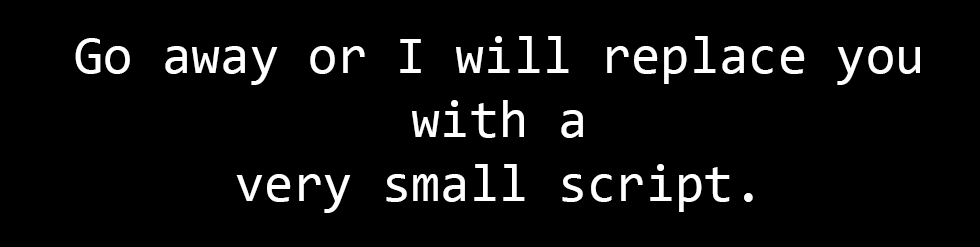 Go away or I will replace you
with a
very small script.